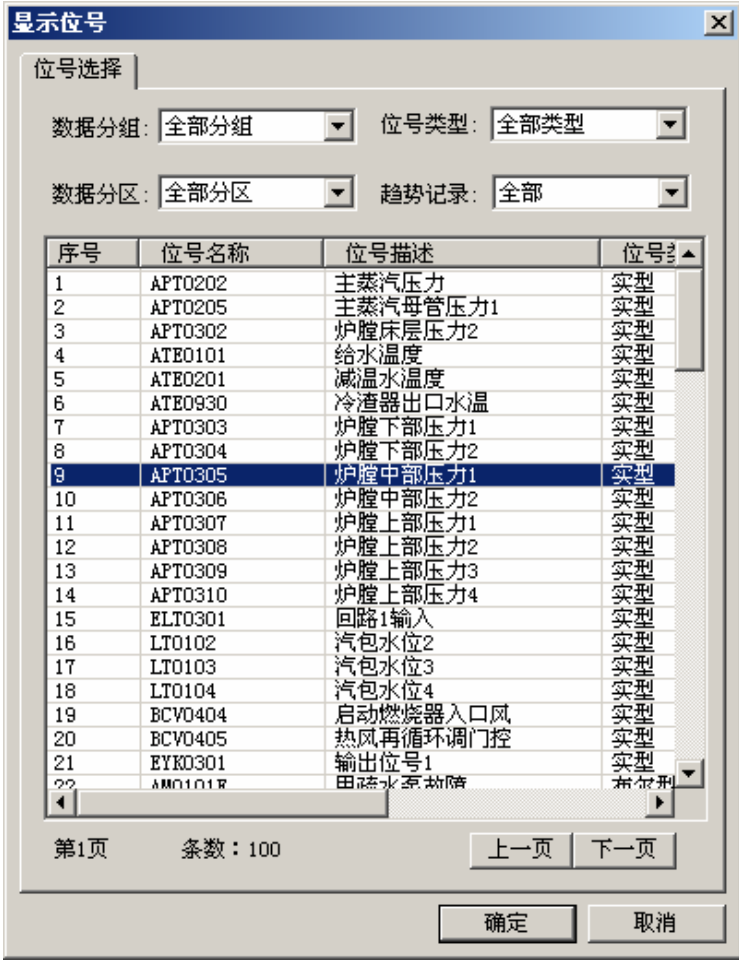 显示位号
位号选择
数据分组: 全部分组 位号类型: 全部类型
数据分区: 全部分区 趋势记录: 全部
序号 位号名称 位号描述
1 APT0202 主蒸汽压力 实型
2 APT0205 主蒸汽母管压力1 实型
3 APT0302 炉膛床层压力2 实型
4 ATE0101 给水温度 实型
5 ATE0201 减温水温度 实型
6 ATE0930 冷渣器出口水温 实型
7 APT0303 炉膛下部压力1 实型
8 APT0304 炉膛下部压力2 实型
9 APT0305 炉膛中部压力1 实型
10 APT0306 炉膛中部压力2 实型
11 APT0307 炉膛上部压力1 实型
12 APT0308 炉膛上部压力2 实型
13 APT0309 炉膛上部压力3 实型
14 APT0310 炉膛上部压力4 实型
15 ELT0301 回路1输入 实型
16 LT0102 汽包水位2 实型
17 LT0103 汽包水位3 实型
18 LT0104 汽包水位4 实型
19 BCV0404 启动燃烧器入口风 实型
20 BCV0405 热风再循环调门控 实型
21 EYK0301 输出位号1 实型
22 布尔型
第1页 条数：100 上一页 下一页
确定 取消